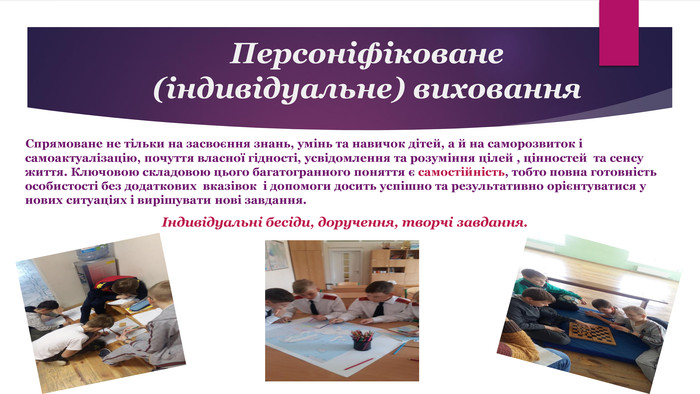 Персоніфіковане
(індивідуальне) виховання
Спрямоване не тільки на засвоєння знань, умінь та навичок дітей, а й на саморозвиток і
самоактуалізацію, почуття власної гідності, усвідомлення та розуміння цілей , цінностей та сенсу
життя. Ключовою складовою цього багатогранного поняття є самостійність, тобто повна готовність
особистості без додаткових вказівок і допомоги досить успішно та результативно орієнтуватися у
нових ситуаціях і вирішувати нові завдання.
Індивідуальні бесіди, доручення, творчі завдання.